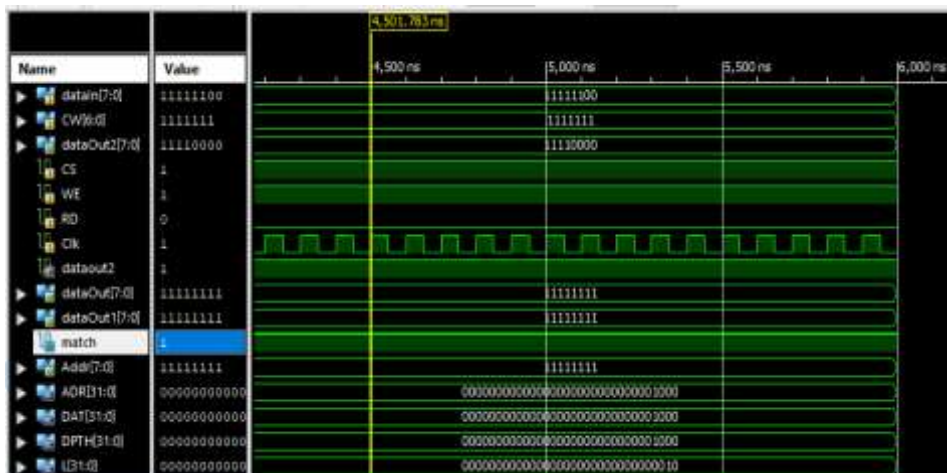 4,501.783 ns
Name Value
4,500 ns 5,000 ns 5,500 ns 6,000 ns
datain[7:0] 11111100 11111100
CW[6:0] 1111111 1111111
dataOut2[7:0] 11110000 11110000
CS 1
WE 1
RD 0
Clk 1
dataout2 1
dataOut[7:0] 11111111 11111111
dataOut1[7:0] 11111111 11111111
match 1
Addr[7:0] 11111111 11111111
ADR[31:0] 00000000000 00000000000000000000000000001000
DAT[31:0] 00000000000 00000000000000000000000000001000
DPTH[31:0] 00000000000 00000000000000000000000000001000
L[31:0] 00000000000 00000000000000000000000000000010